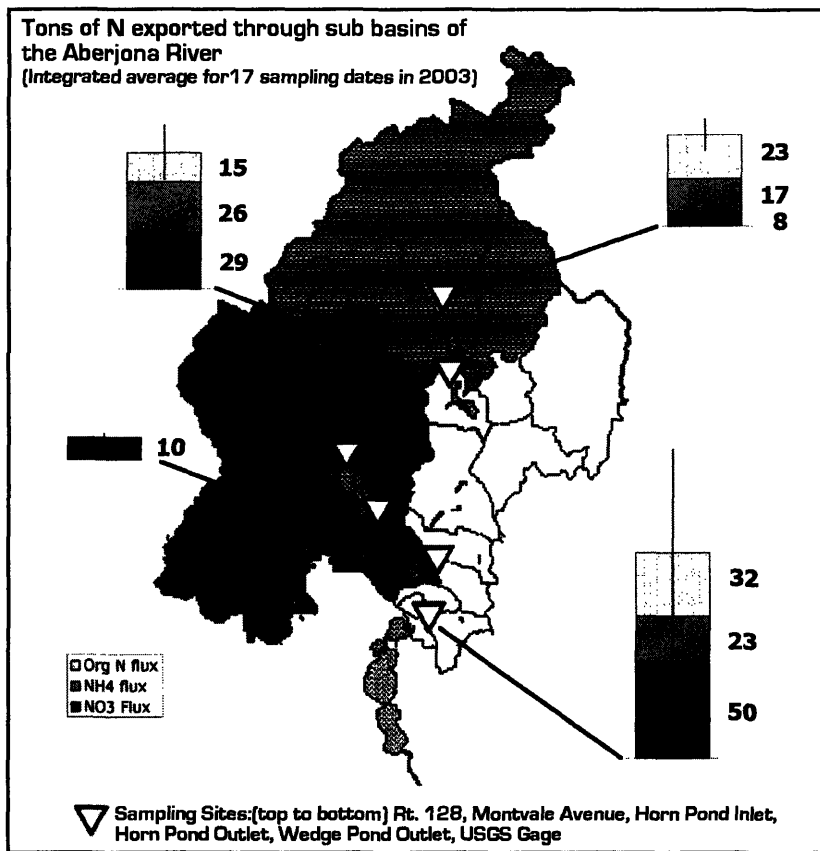 Tons of N exported through sub basins of
the Aberjona River
(Integrated average for 17 sampling dates in 2003)
15
26
29
23
17
8
10
32
23
50
Org N flux
NH4 flux
NO3 Flux
Sampling Sites:(top to bottom) Rt. 128, Montvale Avenue, Horn Pond Inlet,
Horn Pond Outlet, Wedge Pond Outlet, USGS Gage